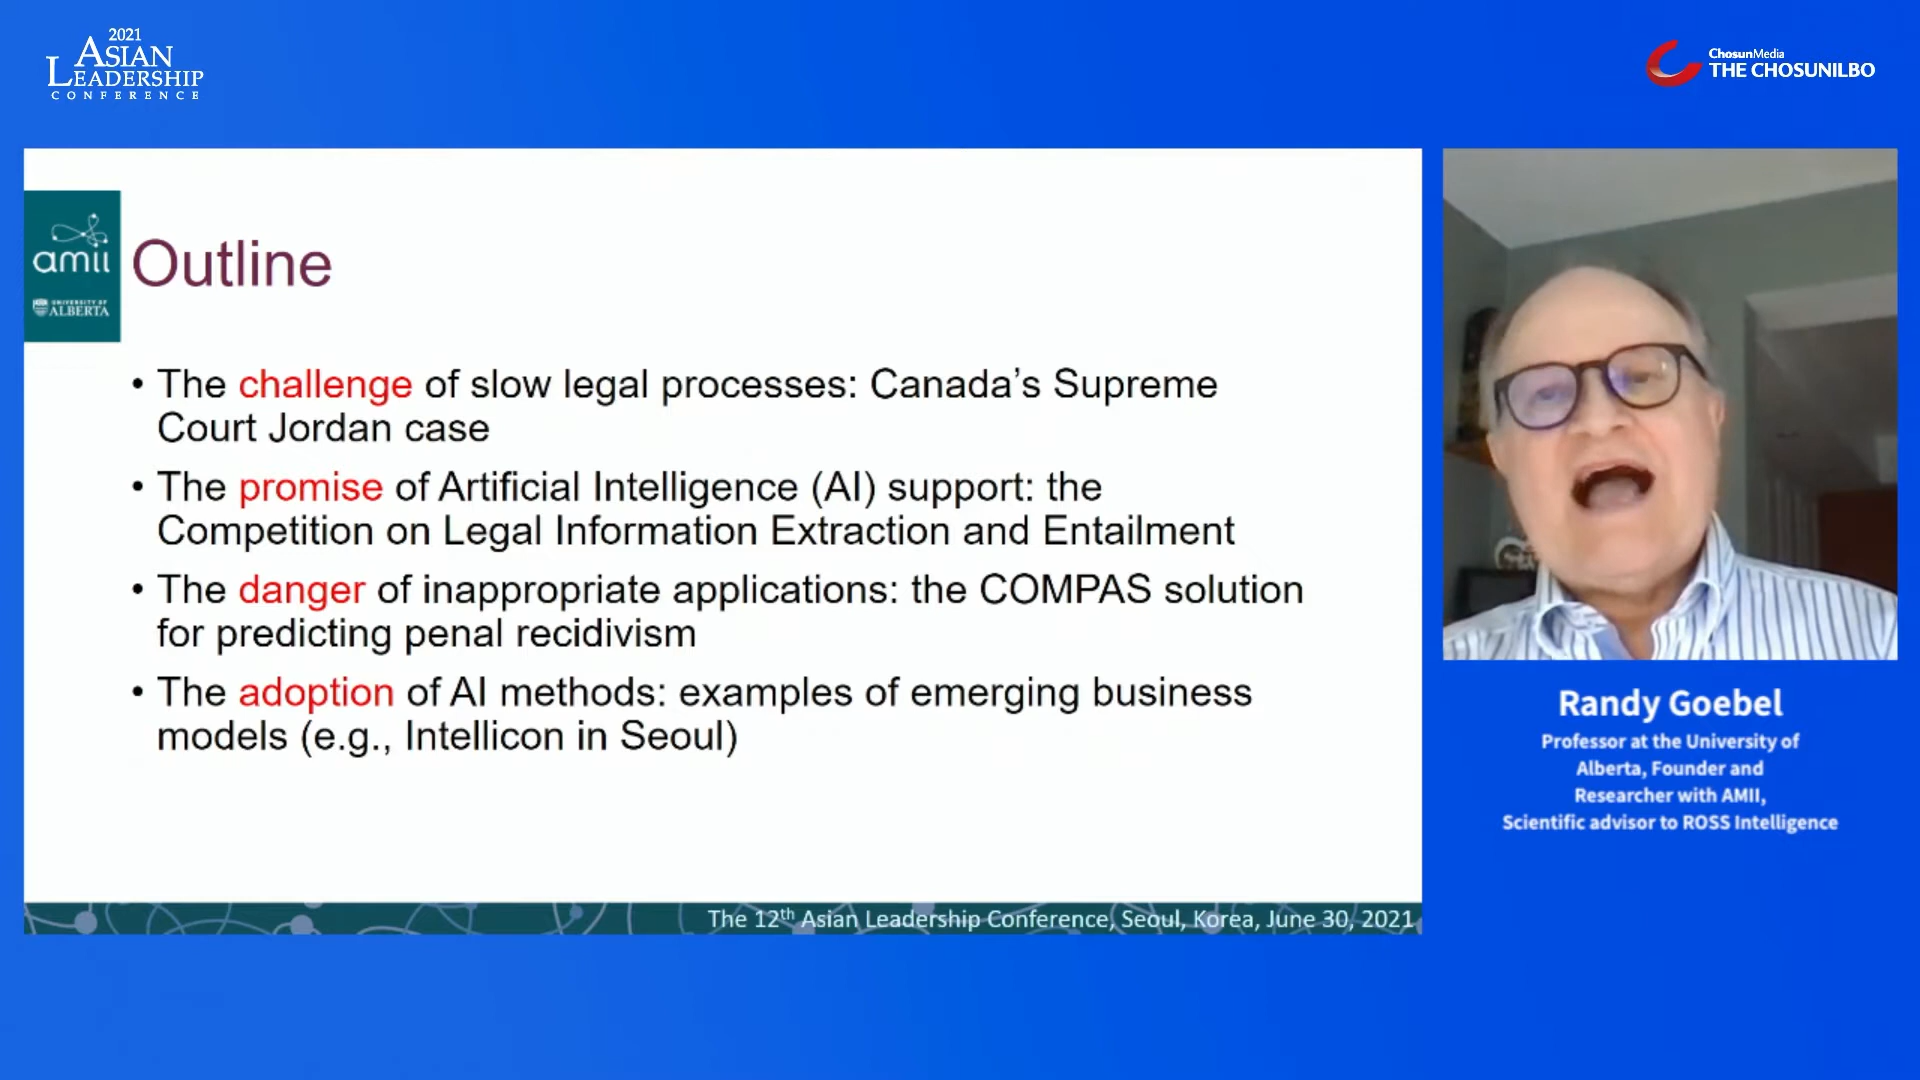 2021
ASIAN
LEADERSHIP
CONFERENCE
ChosunMedia
THE CHOSUNILBO
amii
UNIVERSITY OF
ALBERTA
Outline
• The challenge of slow legal processes: Canada's Supreme
Court Jordan case
• The promise of Artificial Intelligence (AI) support: the
Competition on Legal Information Extraction and Entailment
• The danger of inappropriate applications: the COMPAS solution
for predicting penal recidivism
• The adoption of AI methods: examples of emerging business
models (e.g., Intellicon in Seoul)
The 12th Asian Leadership Conference, Seoul, Korea, June 30, 2021
Randy Goebel
Professor at the University of
Alberta, Founder and
Researcher with AMII,
Scientific advisor to ROSS Intelligence